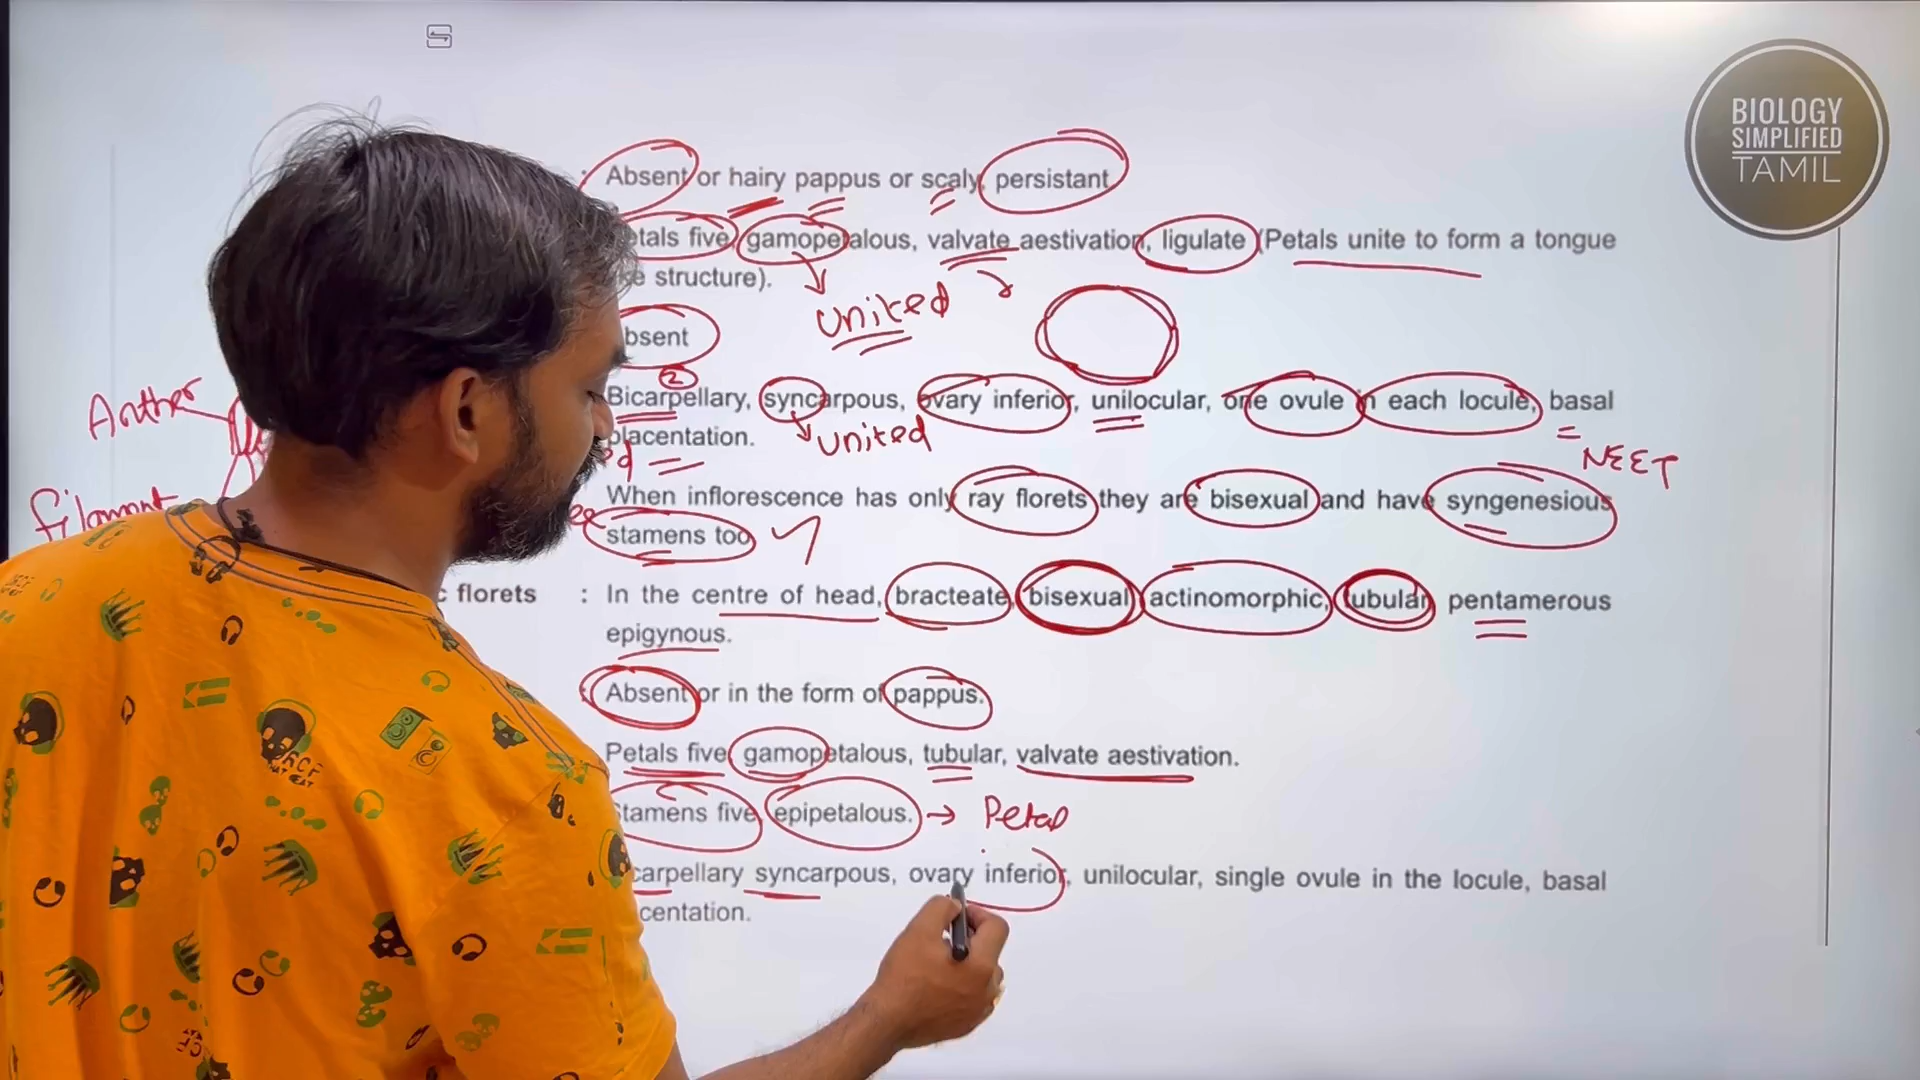 BIOLOGY
SIMPLIFIED
TAMIL
: Absent or hairy pappus or scaly, persistant
etals five, gamopetalous, valvate aestivation, ligulate (Petals unite to form a tongue
ke structure).
United
bsent
2
Bicarpellary, syncarpous, ovary inferior, unilocular, one ovule in each locule, basal
placentation.
united
NEET
Anther
filament
When inflorescence has only ray florets they are bisexual and have syngenesious
stamens too
c florets : In the centre of head, bracteate, bisexual, actinomorphic, tubular, pentamerous
epigynous.
: Absent or in the form of pappus.
Petals five, gamopetalous, tubular, valvate aestivation.
Stamens five, epipetalous. → Petal
carpellary syncarpous, ovary inferior, unilocular, single ovule in the locule, basal
centation.